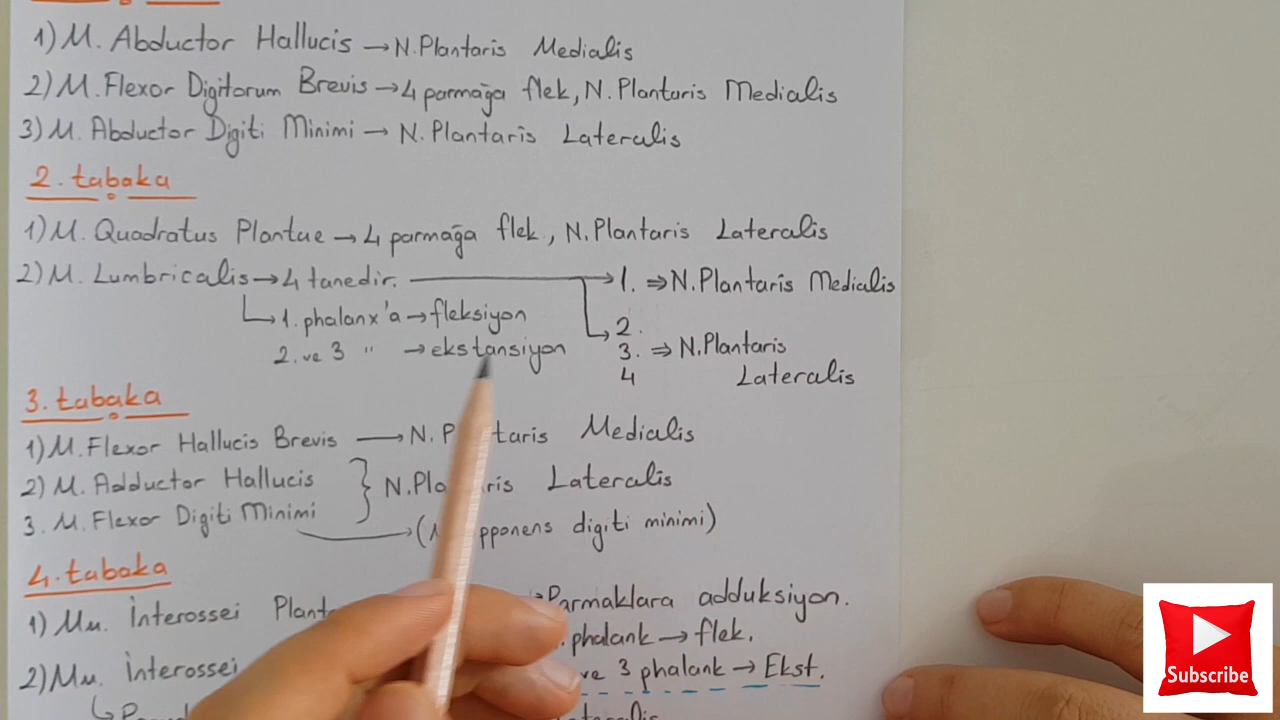 1) M. Abductor Hallucis → N. Plantaris Medialis
2) M. Flexor Digitorum Brevis → 4 parmağa flek, N. Plantaris Medialis
3) M. Abductor Digiti Minimi → N. Plantaris Lateralis
2. tabaka
1) M. Quadratus Plantae → 4 parmağa flek, N. Plantaris Lateralis
2) M. Lumbricalis → 4 tanedir. → 1. ⇒ N. Plantaris Medialis
1. phalanx'a → fleksiyon
2. ve 3 " → ekstansiyon
2.
3. ⇒ N. Plantaris
4 Lateralis
3. tabaka
1) M. Flexor Hallucis Brevis → N. P taris Medialis
2) M. Adductor Hallucis } N. Pla ris Lateralis
3. M. Flexor Digiti Minimi → ( pponens digiti minimi)
4. tabaka
1) Mm. İnterossei Plant → Parmaklara adduksiyon.
phalank → flek.
2) Mm. İnterossei ve 3 phalank → Ekst.
Subscribe